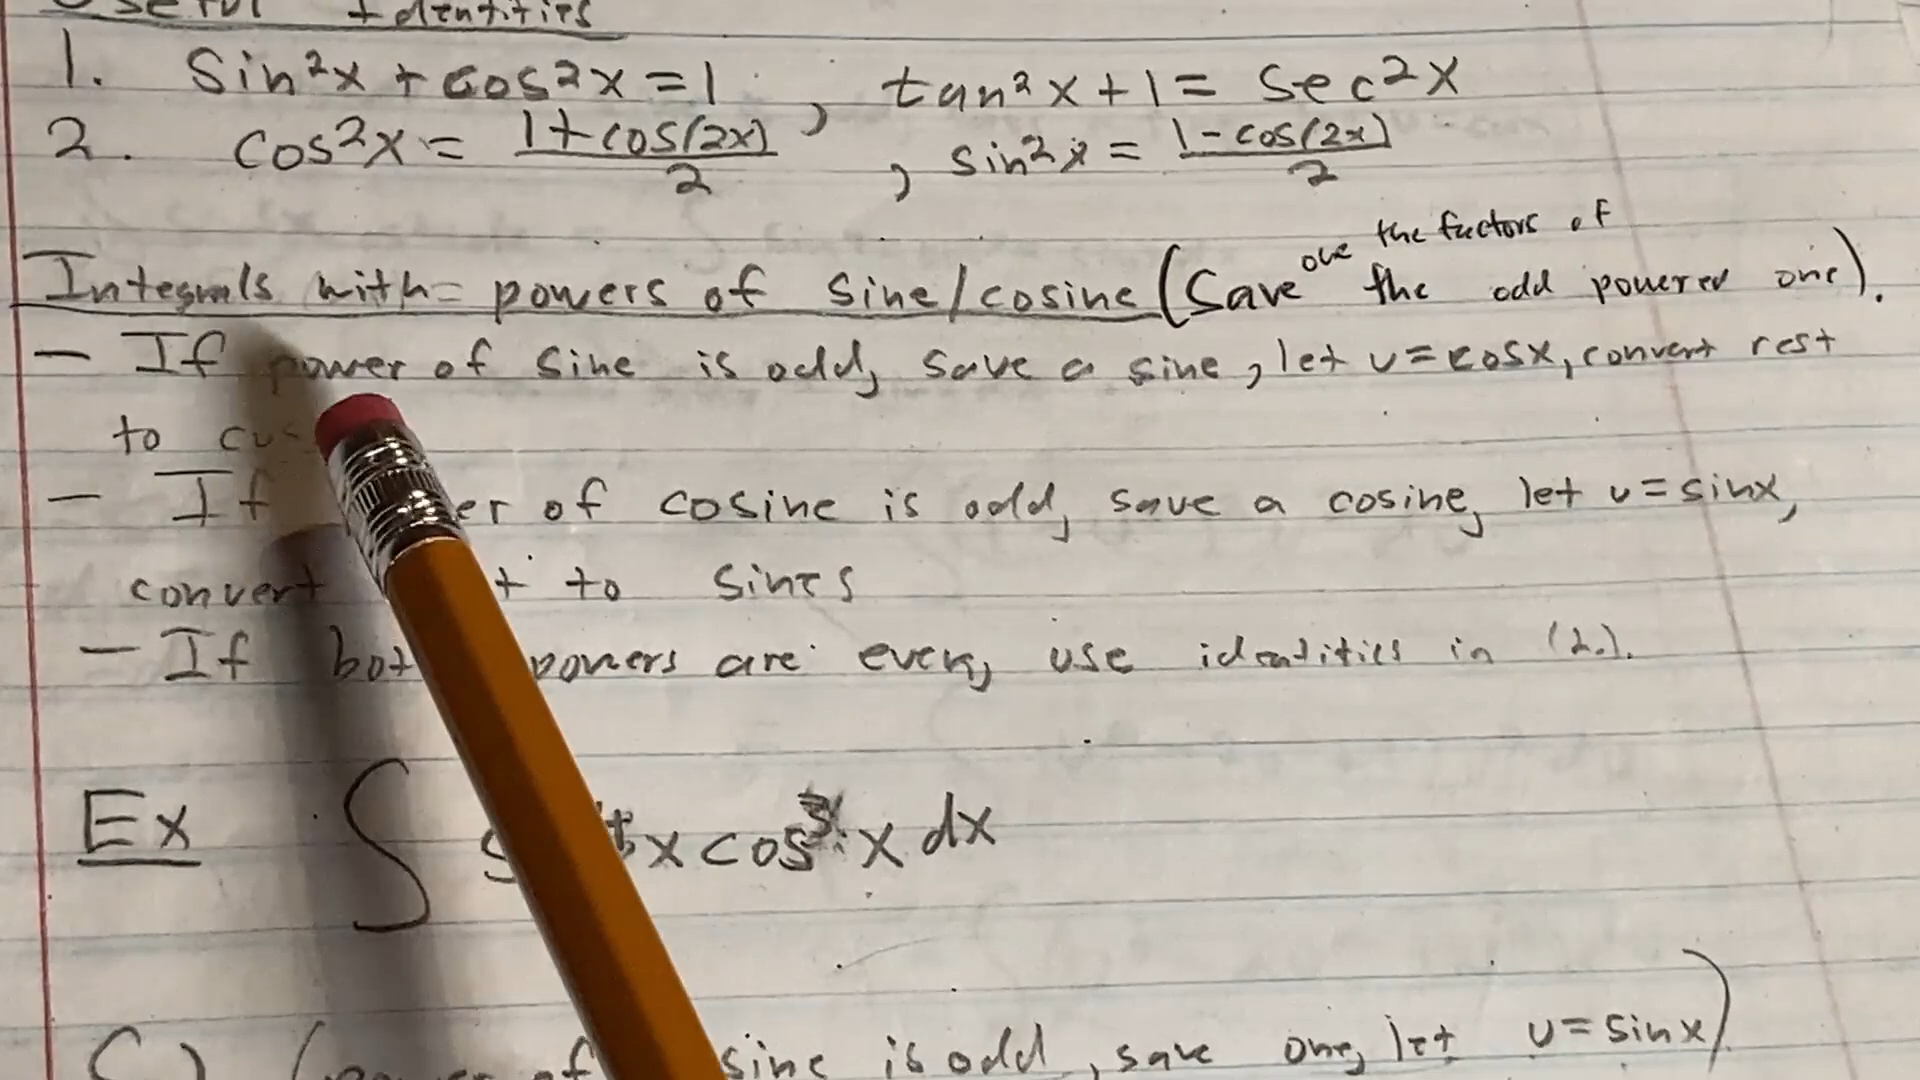 Useful Identities
1. Sin²x + cos²x = 1 , tan²x + 1 = sec²x
2. cos²x = (1 + cos(2x))/2 , sin²x = (1 - cos(2x))/2
one the factors of
Integrals with powers of sine/cosine (Save the odd powered one).
- If power of sine is odd, save a sine, let u = cosx, convert rest
to
- If of cosine is odd, save a cosine, let u = sinx,
convert to sines
- If powers are even, use identities in (2.).
Ex ∫ x cos x dx
sine is odd, save one, let u = sinx)